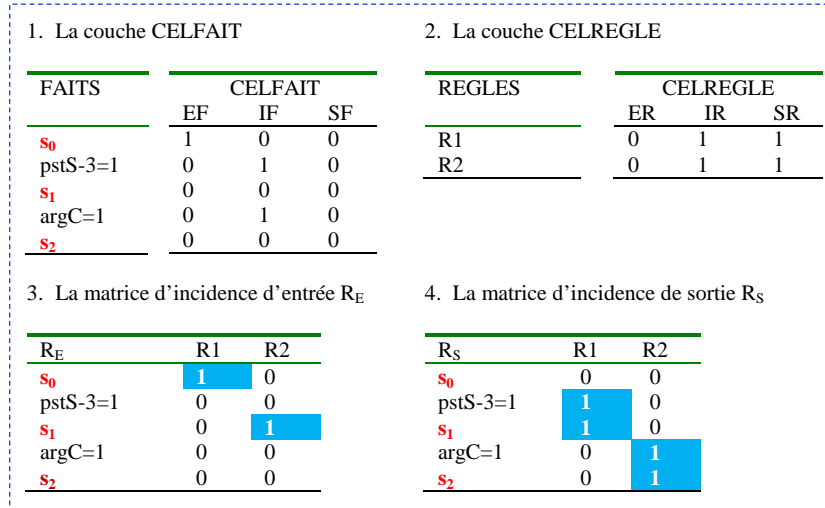 1. La couche CELFAIT
FAITS CELFAIT
EF IF SF
s0 1 0 0
pstS-3=1 0 1 0
s1 0 0 0
argC=1 0 1 0
s2 0 0 0
2. La couche CELREGLE
REGLES CELREGLE
ER IR SR
R1 0 1 1
R2 0 1 1
3. La matrice d'incidence d'entrée RE
RE R1 R2
s0 1 0
pstS-3=1 0 0
s1 0 1
argC=1 0 0
s2 0 0
4. La matrice d'incidence de sortie RS
RS R1 R2
s0 0 0
pstS-3=1 1 0
s1 1 0
argC=1 0 1
s2 0 1